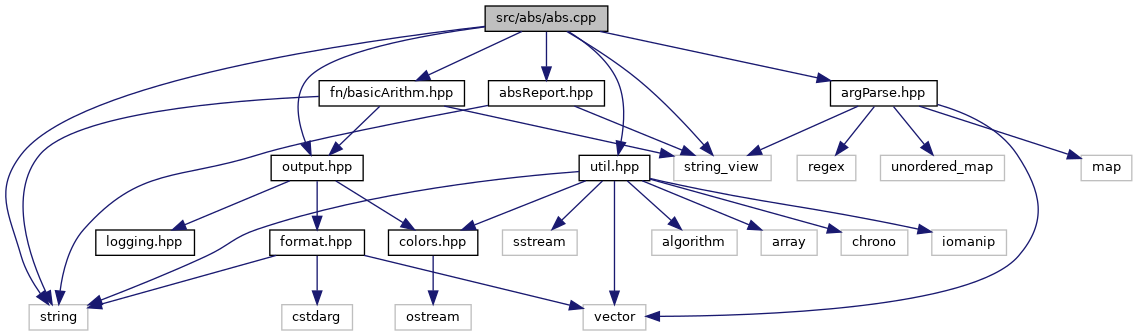 src/abs/abs.cpp
fn/basicArithm.hpp
absReport.hpp
argParse.hpp
output.hpp
util.hpp
string_view
regex
unordered_map
map
logging.hpp
format.hpp
colors.hpp
sstream
algorithm
array
chrono
iomanip
string
cstdarg
ostream
vector